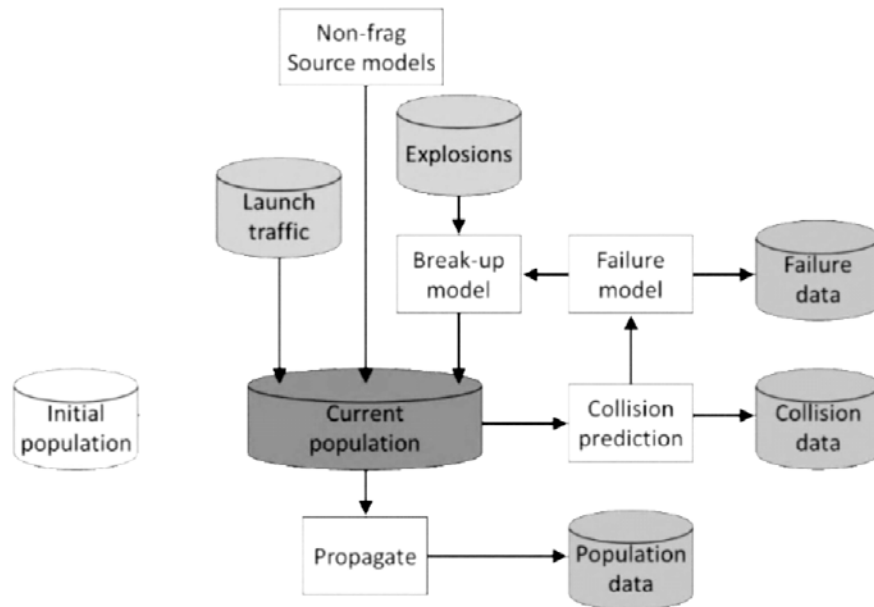 Non-frag
Source models
Explosions
Launch
traffic
Break-up
model
Failure
model
Failure
data
Initial
population
Current
population
Collision
prediction
Collision
data
Propagate
Population
data